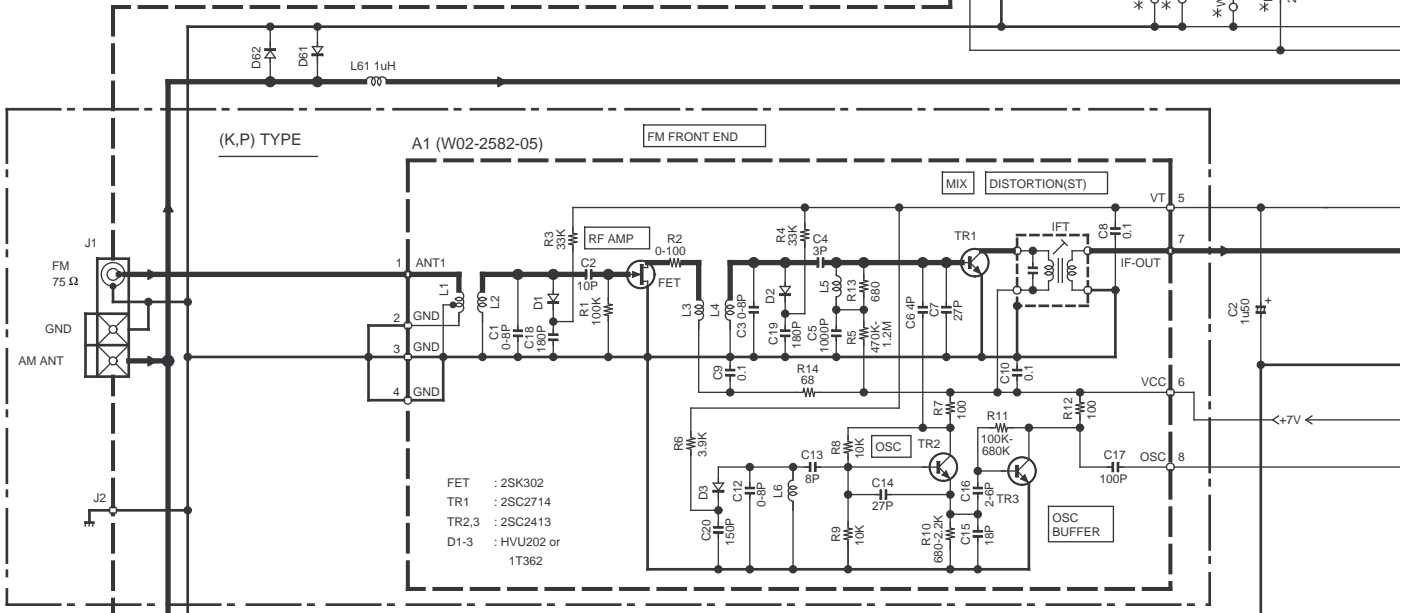 D62
D61
L61 1uH
(K,P) TYPE
A1 (W02-2582-05)
FM FRONT END
MIX
DISTORTION(ST)
VT 5
J1
FM
75 Ω
GND
AM ANT
J2
1 ANT1
2 GND
3 GND
4 GND
L1
L2
C1
0-8P
C18
180P
D1
R3
33K
C2
10P
R1
100K
RF AMP
FET
R2
0-100
L3
L4
C3 0-8P
D2
C19
180P
R4
33K
C4
3P
L5
R13
680
C5
1000P
R5
470K-
1.2M
C6 4P
C7
27P
TR1
IFT
C8
0.1
7
IF-OUT
C2
1u50
+
C9
0.1
R14
68
C10
0.1
VCC 6
+7V
R7
100
R12
100
R11
100K-
680K
R6
3.9K
R8
10K
OSC
TR2
C17
100P
OSC 8
C13
8P
D3
C12
0-8P
L6
C14
27P
C16
2-6P
TR3
C20
150P
R9
10K
R10
680-2.2K
C15
18P
OSC
BUFFER
FET : 2SK302
TR1 : 2SC2714
TR2,3 : 2SC2413
D1-3 : HVU202 or
1T362